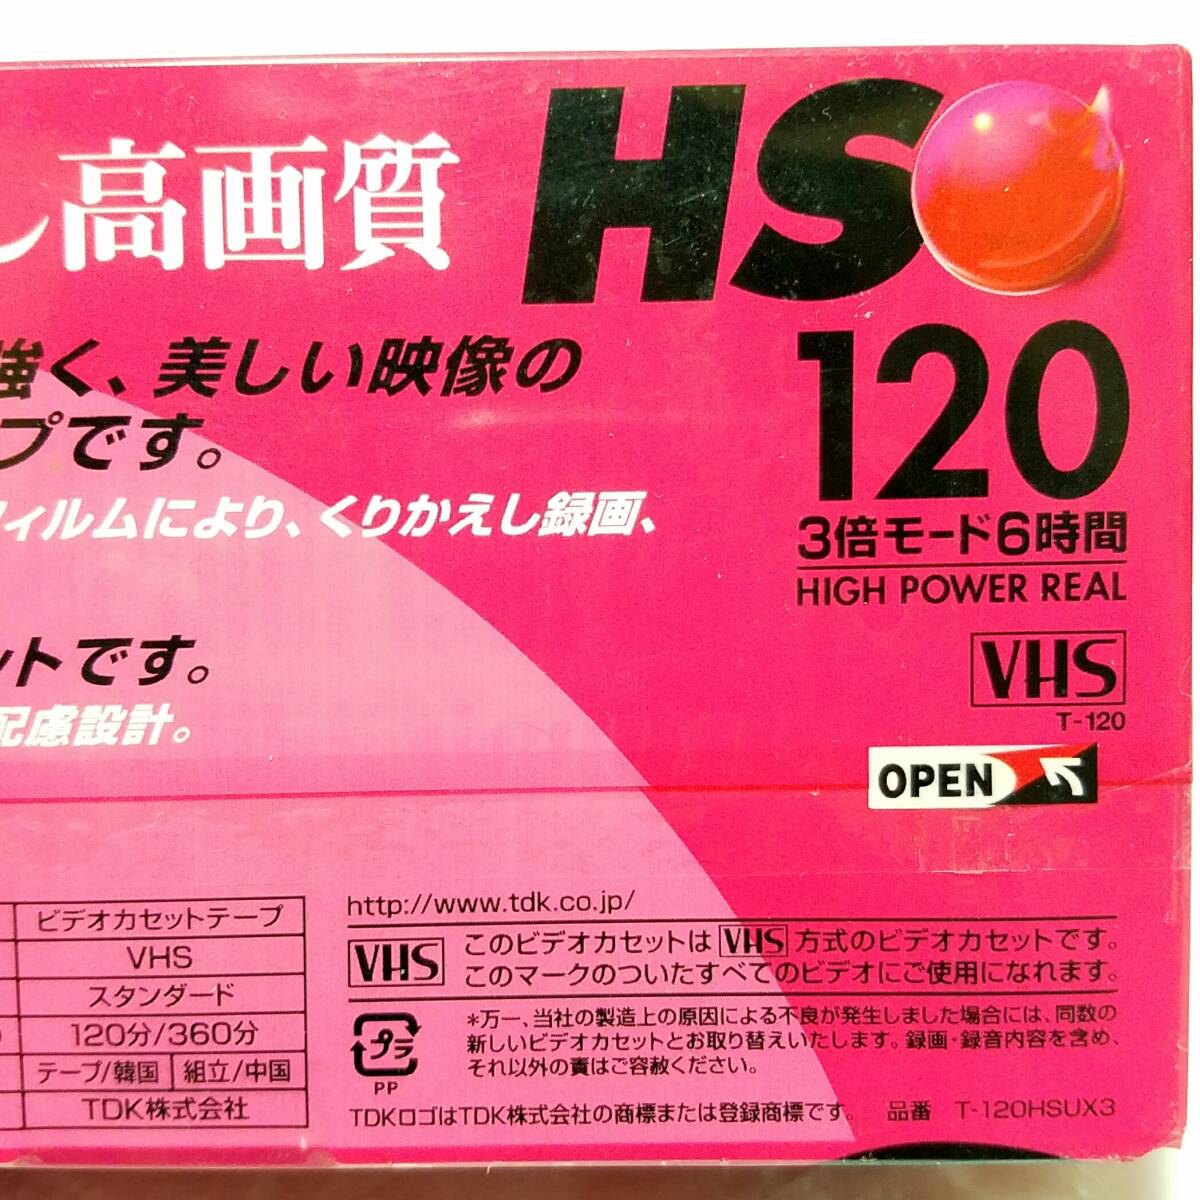 し高画質
HS
強く、美しい映像の
プです。
フィルムにより、くりかえし録画、
ットです。
配慮設計。
120
3倍モード6時間
HIGH POWER REAL
VHS
T-120
OPEN
ビデオカセットテープ
VHS
スタンダード
120分/360分
テープ/韓国 組立/中国
TDK株式会社
http://www.tdk.co.jp/
VHS このビデオカセットは VHS 方式のビデオカセットです。
このマークのついたすべてのビデオにご使用になれます。
プラ
PP
*万一、当社の製造上の原因による不良が発生しました場合には、同数の
新しいビデオカセットとお取り替えいたします。録画・録音内容を含め、
それ以外の責はご容赦ください。
TDKロゴはTDK株式会社の商標または登録商標です。 品番 T-120HSUX3